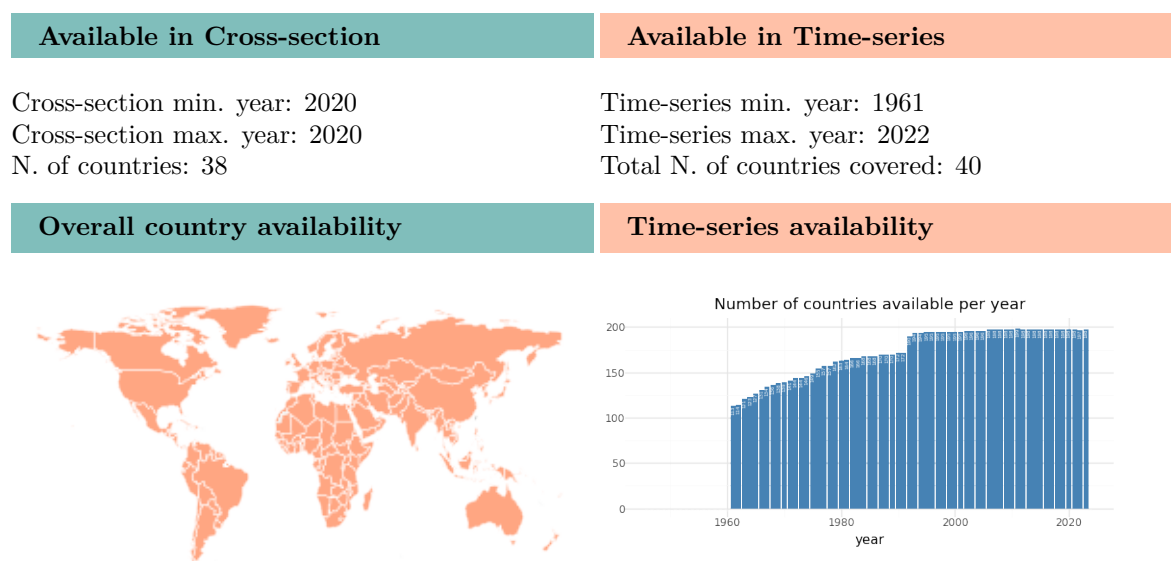 Available in Cross-section
Cross-section min. year: 2020
Cross-section max. year: 2020
N. of countries: 38
Available in Time-series
Time-series min. year: 1961
Time-series max. year: 2022
Total N. of countries covered: 40
Overall country availability
Time-series availability
Number of countries available per year
200
150
100
50
0
1960
1980
2000
2020
year